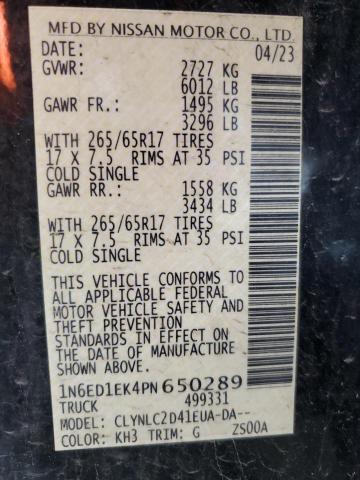 MFD BY NISSAN MOTOR CO., LTD.
DATE: 04/23
GVWR: 2727 KG
6012 LB
GAWR FR.: 1495 KG
3296 LB
WITH 265/65R17 TIRES
17 X 7.5 RIMS AT 35 PSI
COLD SINGLE
GAWR RR.: 1558 KG
3434 LB
WITH 265/65R17 TIRES
17 X 7.5 RIMS AT 35 PSI
COLD SINGLE
THIS VEHICLE CONFORMS TO
ALL APPLICABLE FEDERAL
MOTOR VEHICLE SAFETY AND
THEFT PREVENTION
STANDARDS IN EFFECT ON
THE DATE OF MANUFACTURE
SHOWN ABOVE.
1N6ED1EK4PN650289
TRUCK 499331
MODEL: CLYNLC2D41EUA-DA--
COLOR: KH3 TRIM: G ZS00A